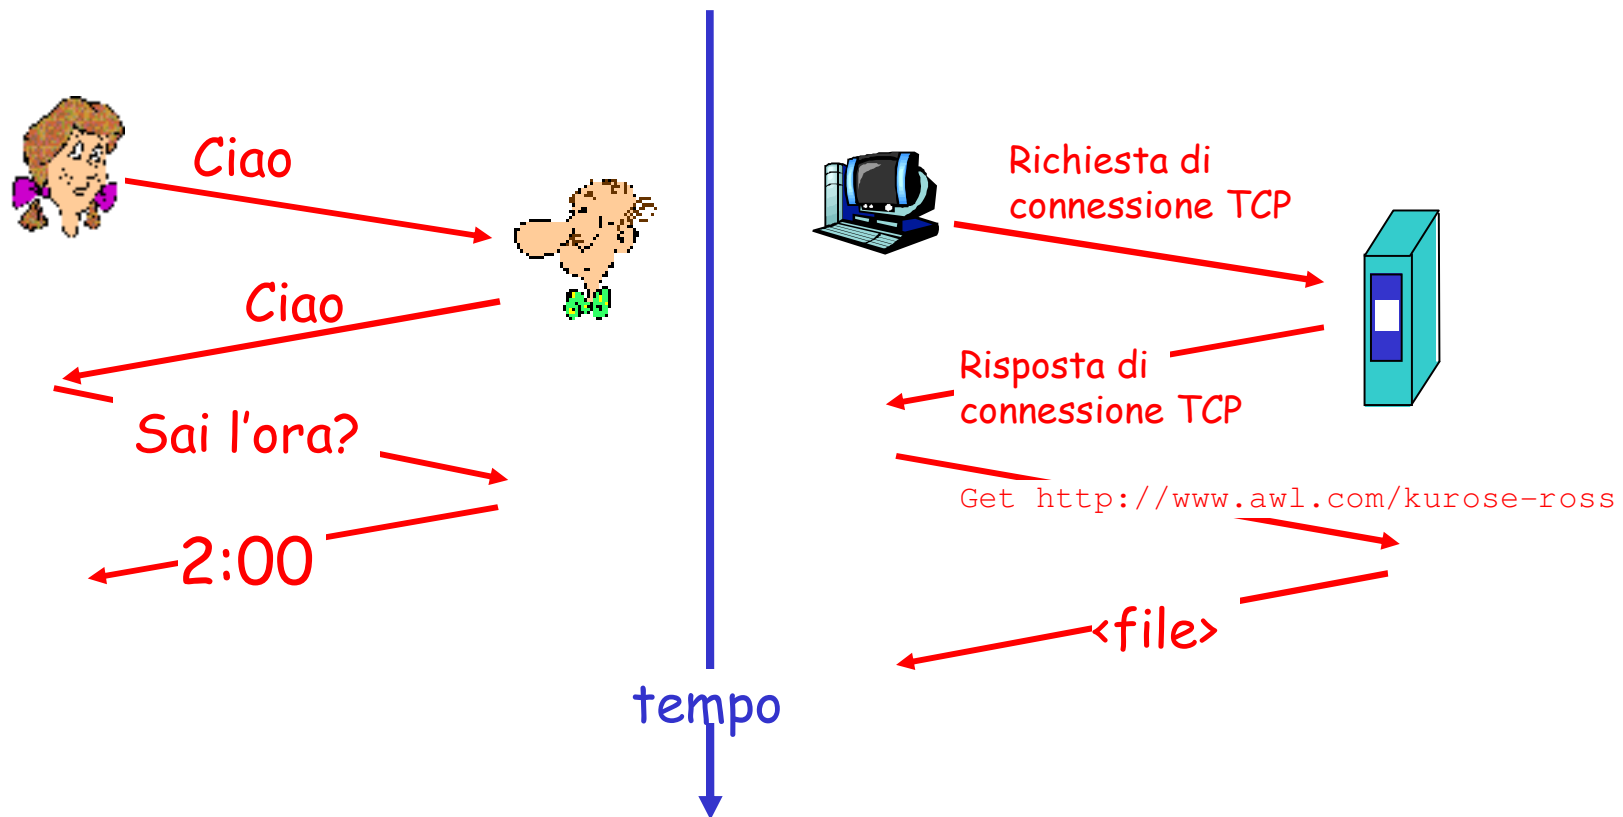 Ciao
Ciao
Sai l'ora?
2:00
tempo
Richiesta di
connessione TCP
Risposta di
connessione TCP
Get http://www.awl.com/kurose-ross
<file>